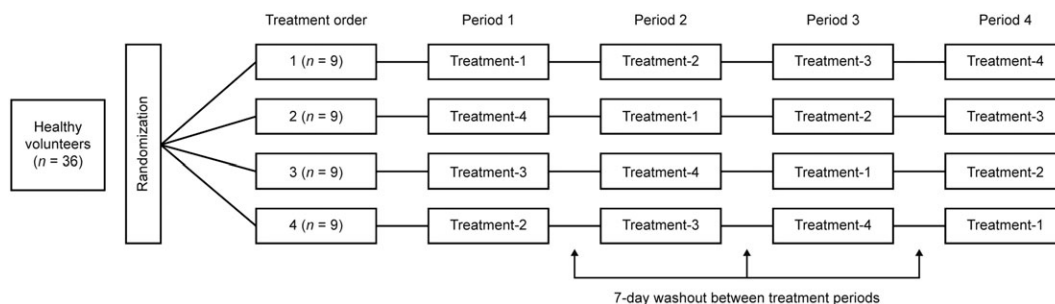 Treatment order Period 1 Period 2 Period 3 Period 4
Healthy
volunteers
(n = 36)
Randomization
1 (n = 9) Treatment-1 Treatment-2 Treatment-3 Treatment-4
2 (n = 9) Treatment-4 Treatment-1 Treatment-2 Treatment-3
3 (n = 9) Treatment-3 Treatment-4 Treatment-1 Treatment-2
4 (n = 9) Treatment-2 Treatment-3 Treatment-4 Treatment-1
7-day washout between treatment periods